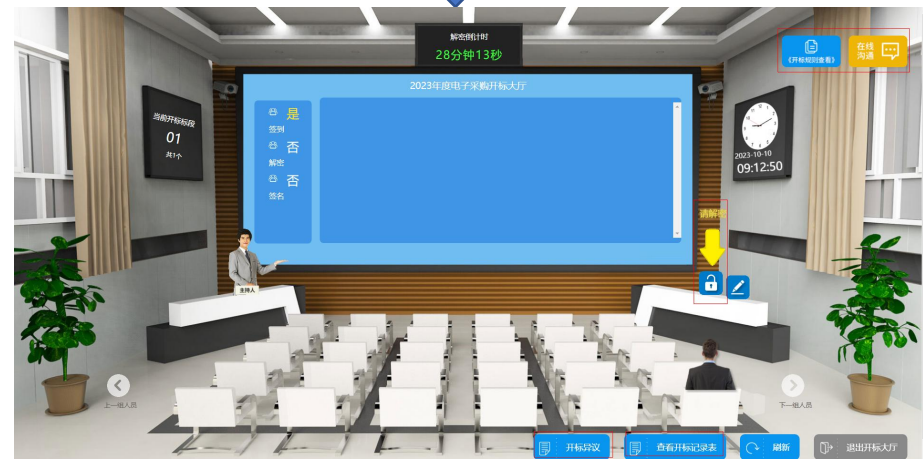 解密倒计时
28分钟13秒
《开标规则查看》
在线
沟通
2023年度电子采购开标大厅
当前开标标段
01
共1个
是
签到
否
解密
否
签名
2023-10-10
09:12:50
请解密
主持人
上一组人员
下一组人员
开标异议
查看开标记录表
刷新
退出开标大厅